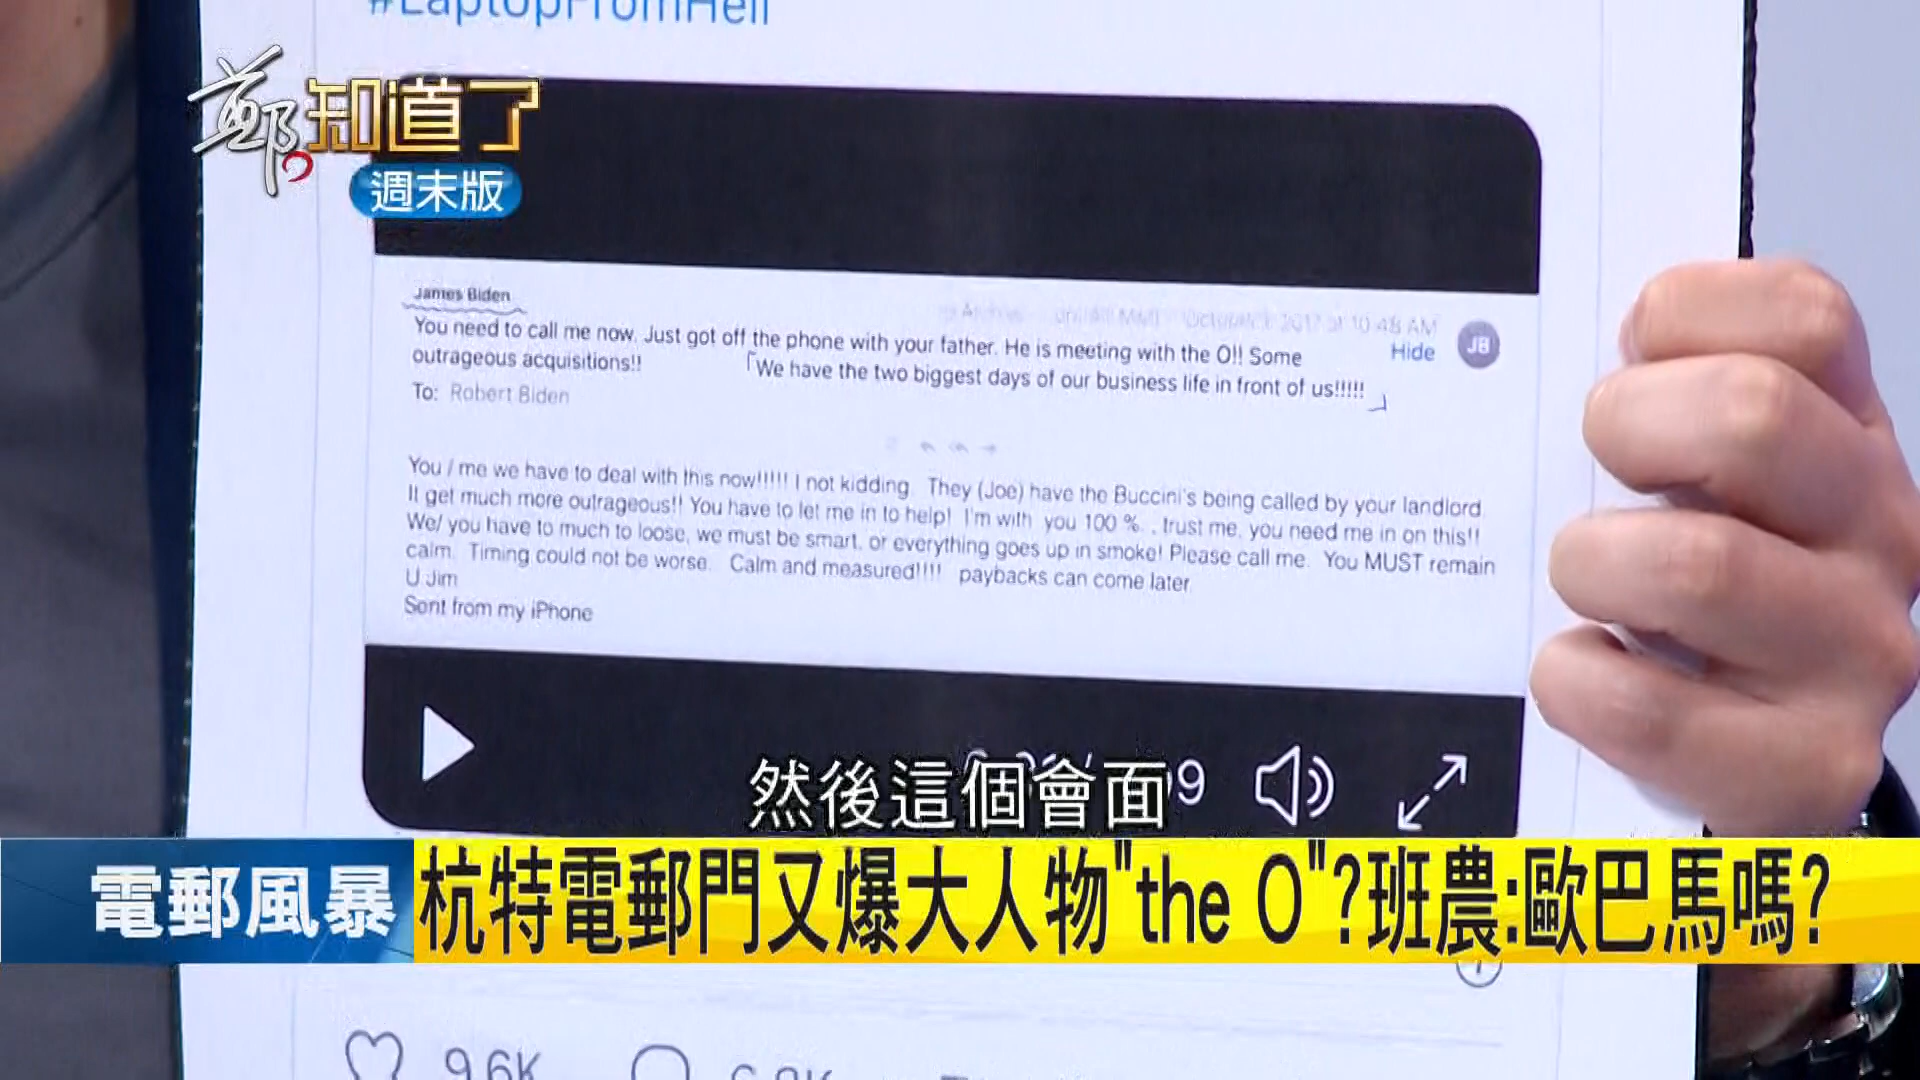 #LaptopFromHell
鄭知道了
週末版
James Biden
You need to call me now. Just got off the phone with your father. He is meeting with the O!! Some
outrageous acquisitions!!
「We have the two biggest days of our business life in front of us!!!!!」
at 10:48 AM
Hide
JB
To: Robert Biden
You / me we have to deal with this now!!!!! I not kidding. They (Joe) have the Buccini's being called by your landlord.
It get much more outrageous!! You have to let me in to help! I'm with you 100 %. . trust me, you need me in on this!!
We/ you have to much to loose, we must be smart, or everything goes up in smoke! Please call me. You MUST remain
calm. Timing could not be worse. Calm and measured!!!! paybacks can come later
U Jim
Sent from my iPhone
然後這個會面
電郵風暴
杭特電郵門又爆大人物"the O"?班農:歐巴馬嗎?
9.6K